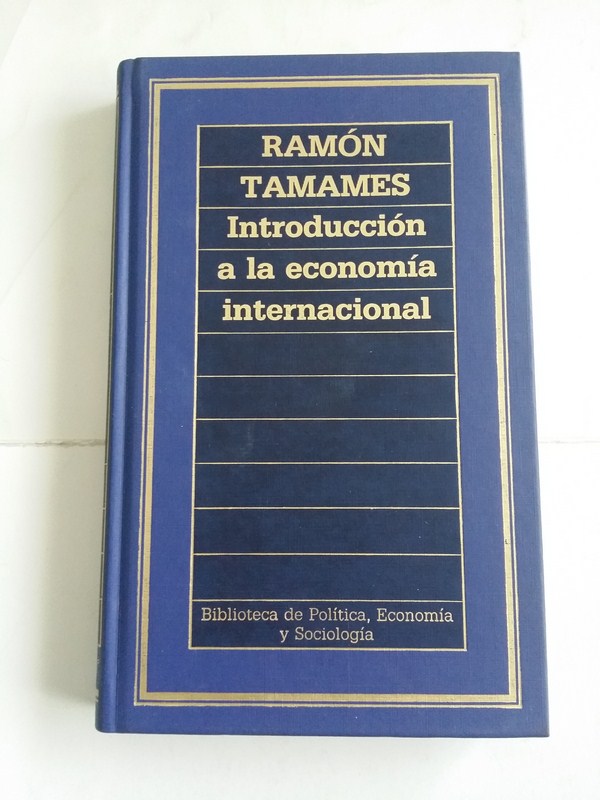 RAMÓN
TAMAMES
Introducción
a la economía
internacional
Biblioteca de Política, Economía
y Sociología